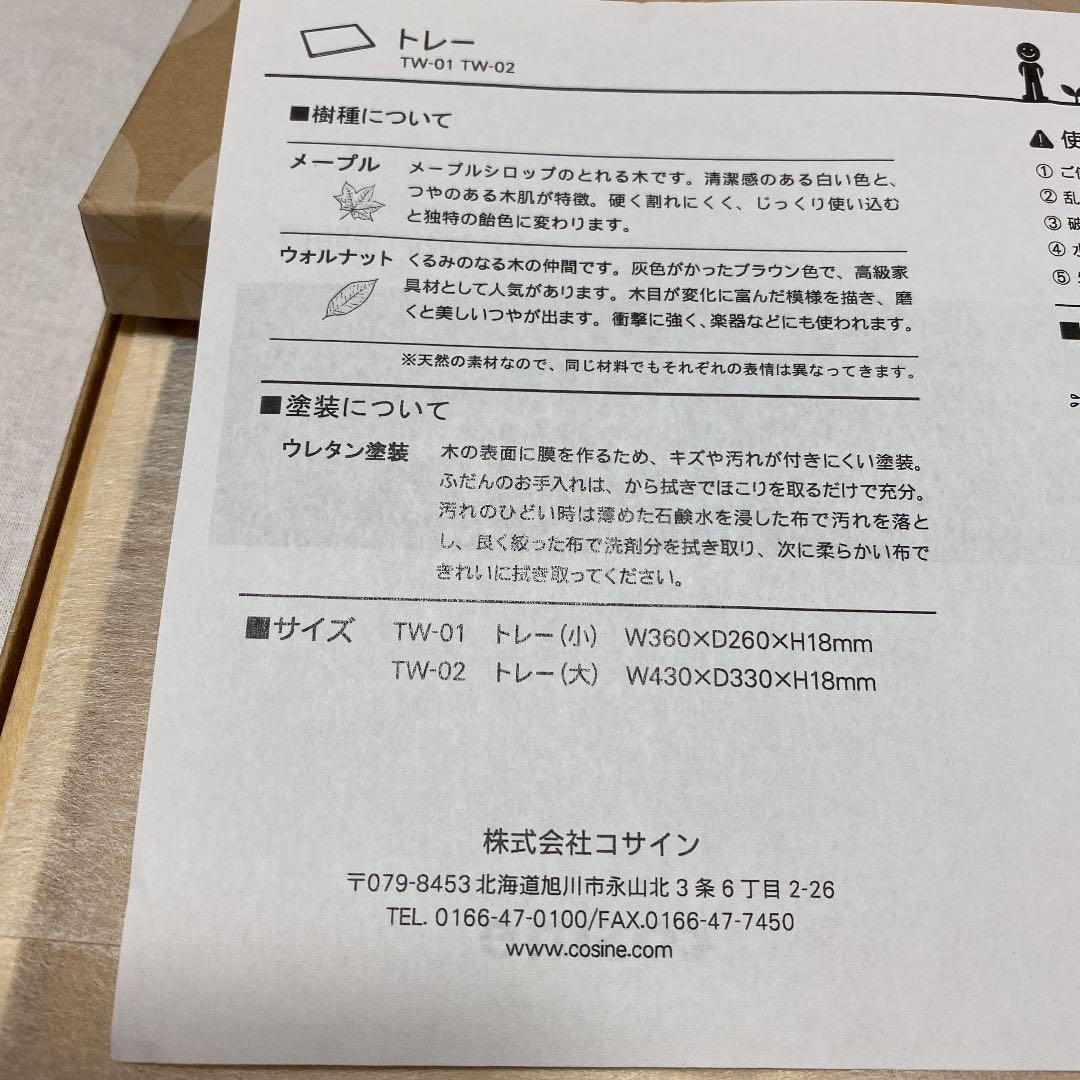 トレー
TW-01 TW-02
■樹種について
メープル
メープルシロップのとれる木です。清潔感のある白い色と、
つやのある木肌が特徴。硬く割れにくく、じっくり使い込む
と独特の飴色に変わります。
ウォルナット
くるみのなる木の仲間です。灰色がかったブラウン色で、高級家
具材として人気があります。木目が変化に富んだ模様を描き、磨
くと美しいつやが出ます。衝撃に強く、楽器などにも使われます。
※天然の素材なので、同じ材料でもそれぞれの表情は異なってきます。
■塗装について
ウレタン塗装
木の表面に膜を作るため、キズや汚れが付きにくい塗装。
ふだんのお手入れは、から拭きでほこりを取るだけで充分。
汚れのひどい時は薄めた石鹸水を浸した布で汚れを落と
し、良く絞った布で洗剤分を拭き取り、次に柔らかい布で
きれいに拭き取ってください。
■サイズ TW-01 トレー(小) W360×D260×H18mm
TW-02 トレー(大) W430×D330×H18mm
株式会社コサイン
〒079-8453 北海道旭川市永山北3条6丁目2-26
TEL. 0166-47-0100/FAX.0166-47-7450
www.cosine.com
使
① ご
② 乱
③ 破
④ 水
⑤
■